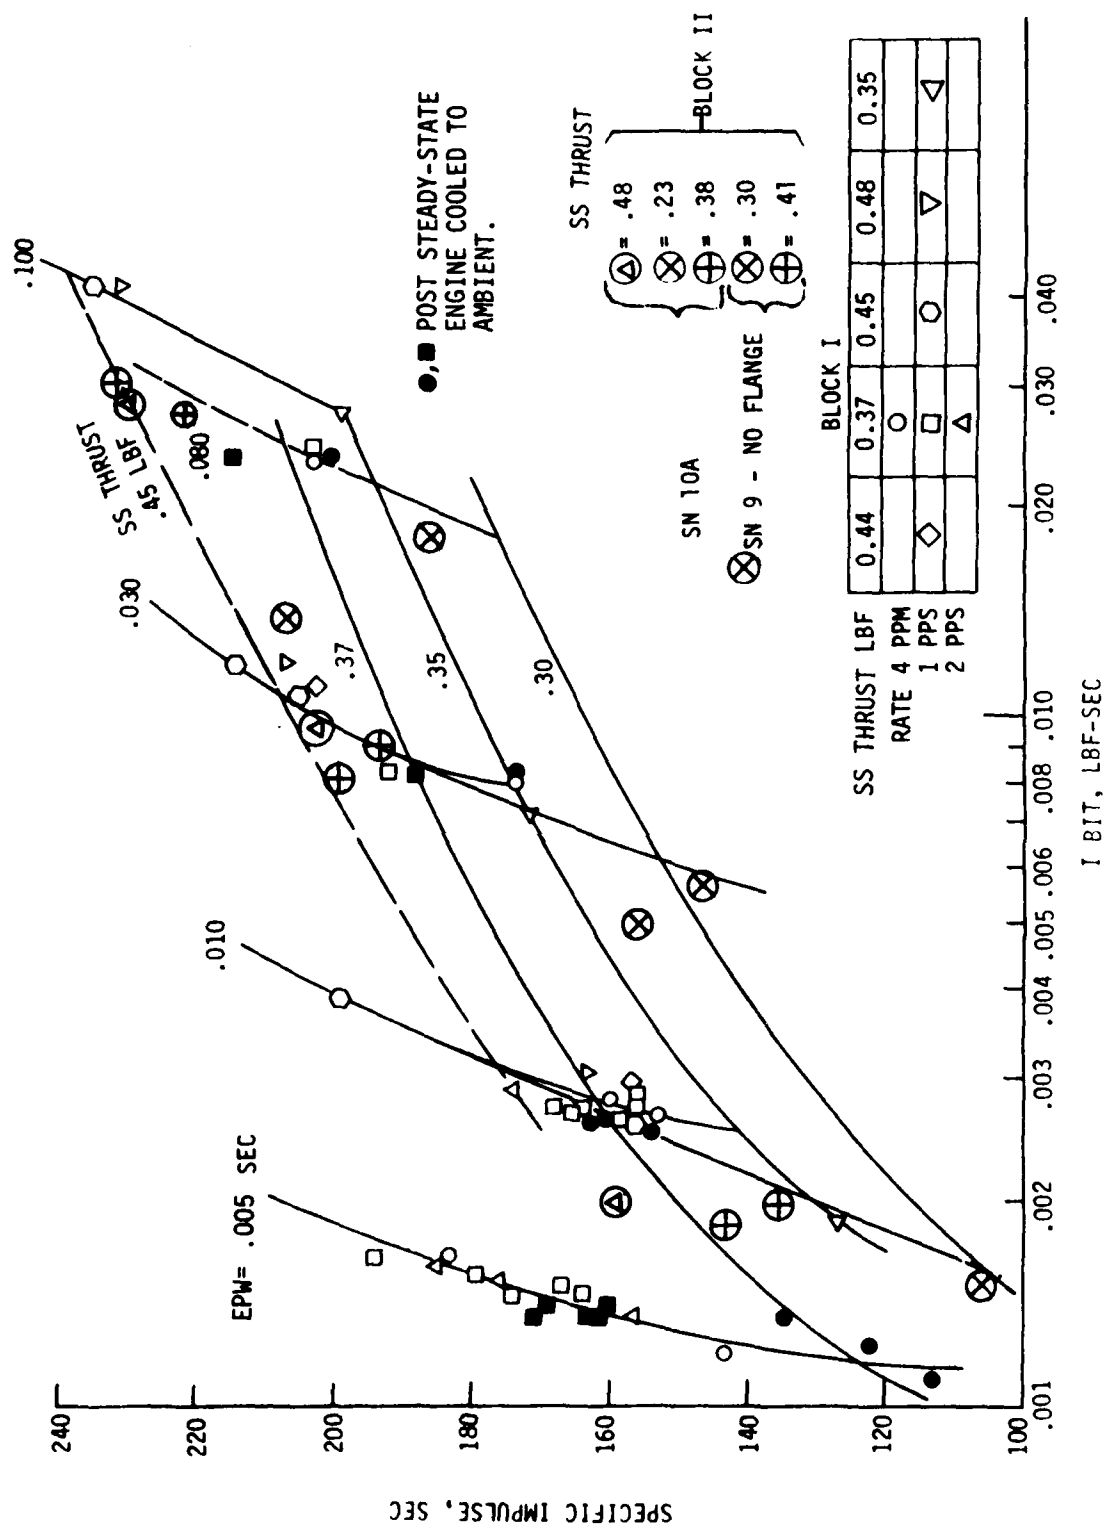 SPECIFIC IMPULSE, SEC
240
220
200
180
160
140
120
100
.001
.002
.003
.004
.005
.006
.008
.010
.020
.030
.040
I BIT, LBF-SEC
EPW= .005 SEC
.010
.030
.080
.100
SS THRUST
.45 LBF
.37
.35
.30
●,■ POST STEADY-STATE
ENGINE COOLED TO
AMBIENT.
SS THRUST
= .48
= .23
= .38
= .30
= .41
BLOCK II
SN 10A
SN 9 - NO FLANGE
BLOCK I
SS THRUST LBF 0.44 0.37 0.45 0.48 0.35
RATE 4 PPM
1 PPS
2 PPS